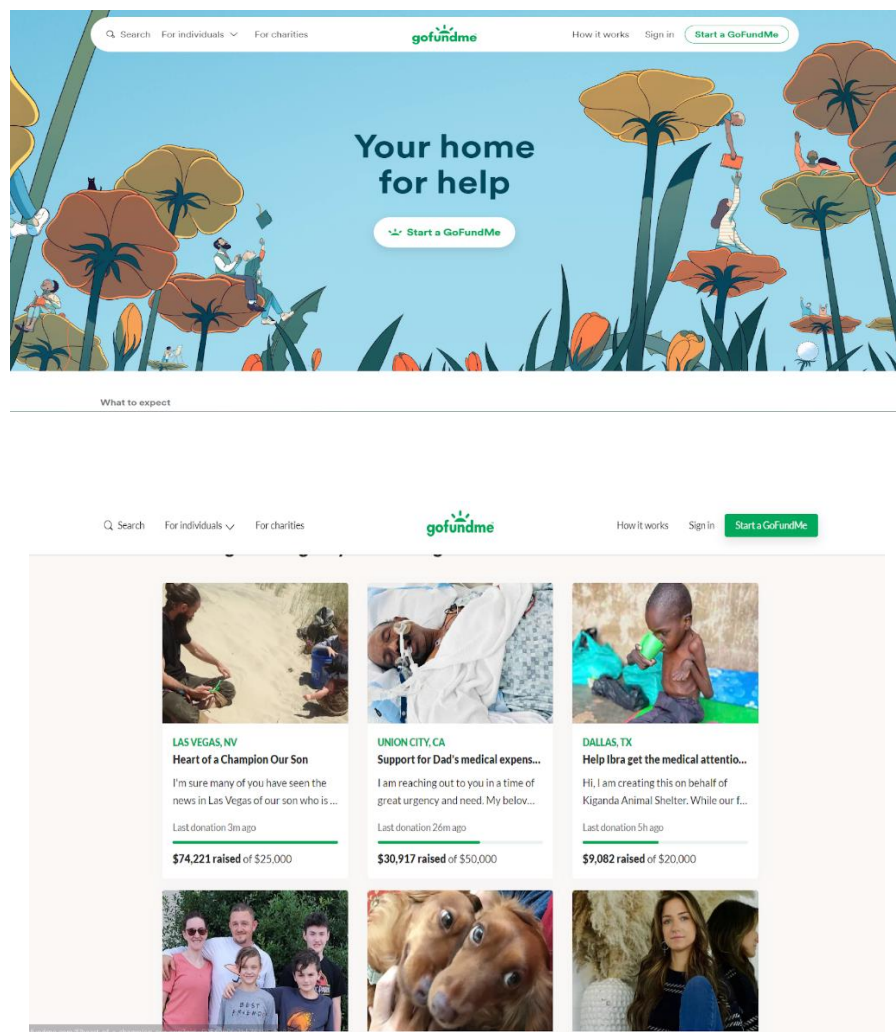 Search For individuals For charities gofundme How it works Sign in Start a GoFundMe
Your home
for help
Start a GoFundMe
What to expect
Search For individuals For charities gofundme How it works Sign in Start a GoFundMe
LAS VEGAS, NV
Heart of a Champion Our Son
I'm sure many of you have seen the
news in Las Vegas of our son who is ...
Last donation 3m ago
$74,221 raised of $25,000
UNION CITY, CA
Support for Dad's medical expens...
I am reaching out to you in a time of
great urgency and need. My belov...
Last donation 26m ago
$30,917 raised of $50,000
DALLAS, TX
Help Ibra get the medical attentio...
Hi, I am creating this on behalf of
Kiganda Animal Shelter. While our f...
Last donation 5h ago
$9,082 raised of $20,000
BEST